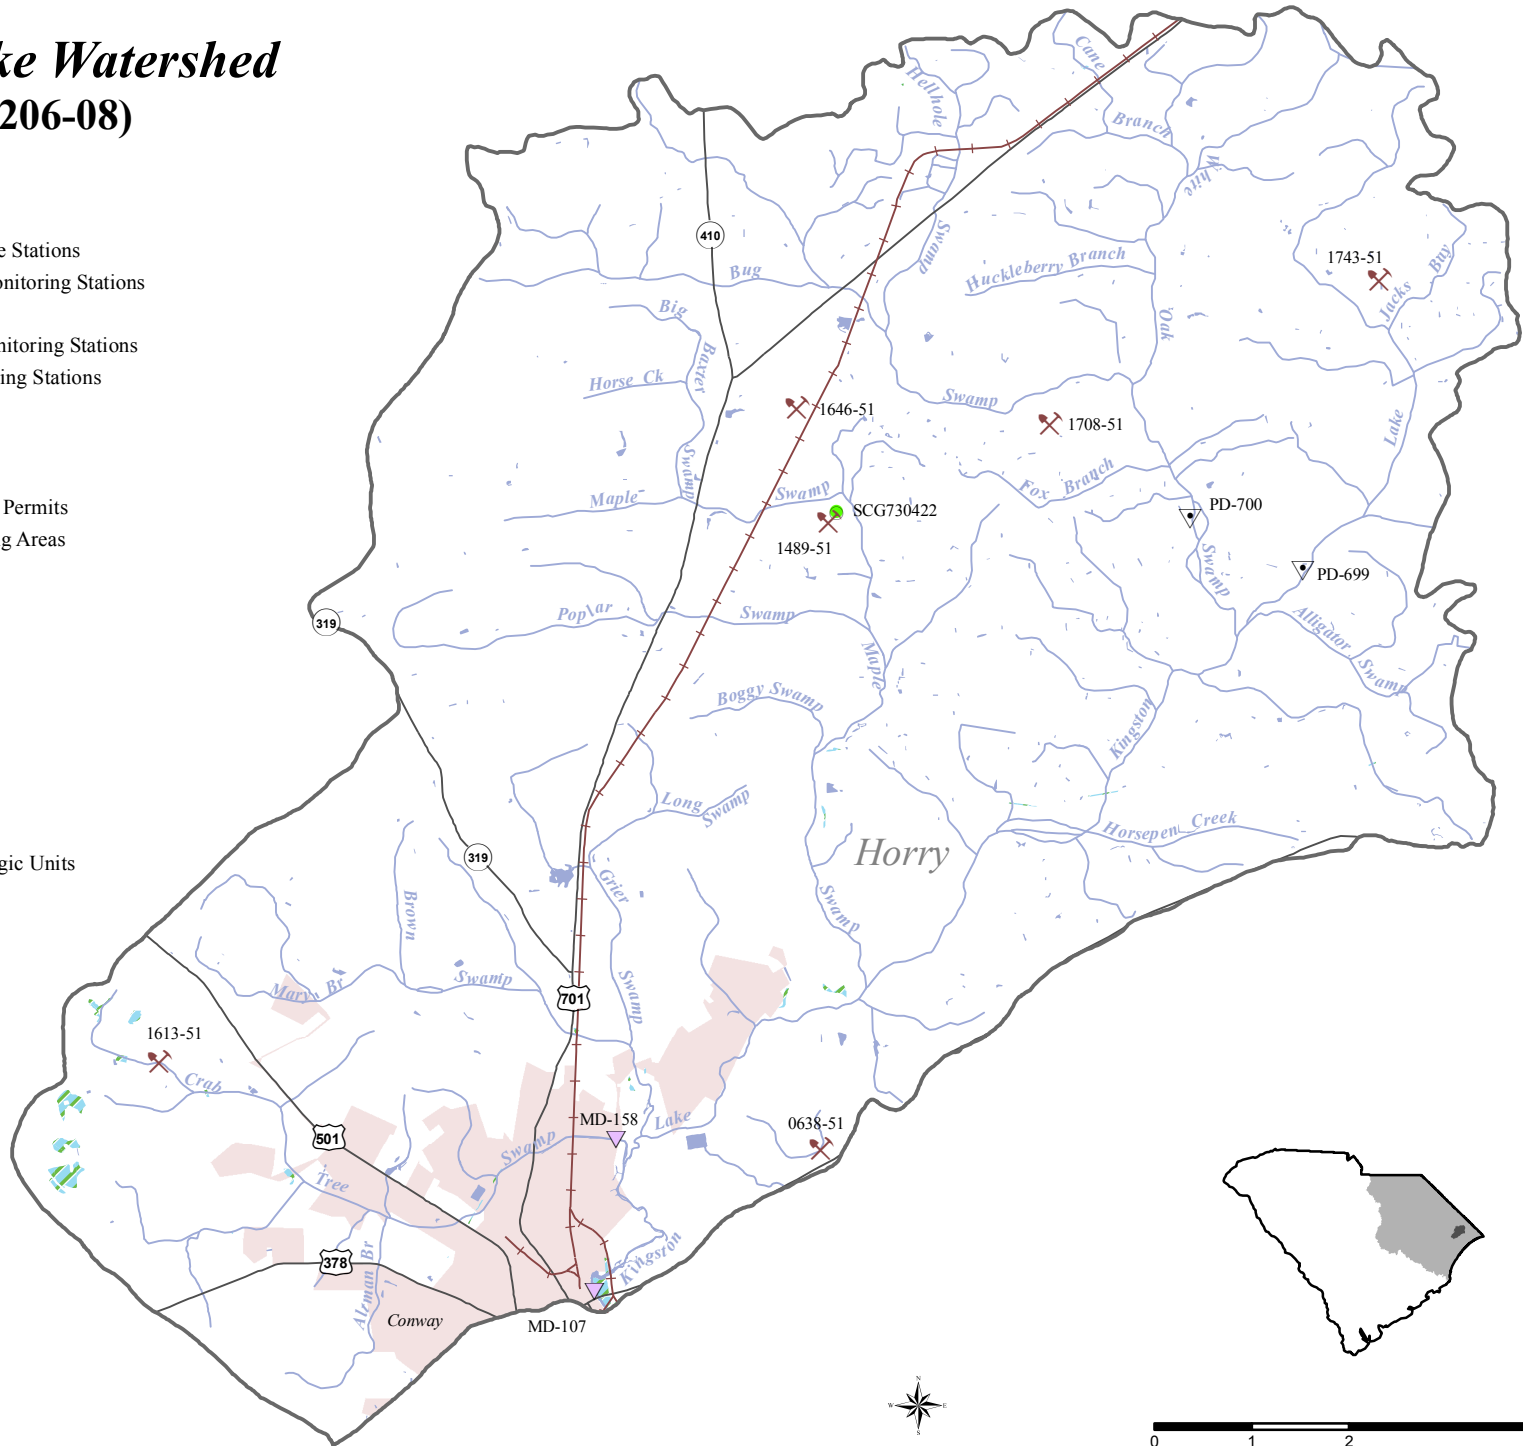 ke Watershed
206-08)
e Stations
onitoring Stations
nitoring Stations
ing Stations
Permits
g Areas
gic Units
Hellhole
Swamp
Cane
Branch
White
Oak
Swamp
410
Bug
Swamp
Huckleberry Branch
1743-51
Jacks
Buy
Lake
Big
Baxter
Swamp
Horse Ck
1646-51
1708-51
Maple
Swamp
SCG730422
1489-51
Fox Branch
PD-700
PD-699
319
Poplar
Swamp
Maple
Swamp
Alligator
Swamp
Boggy Swamp
Kingston
Long
Swamp
Horsepen Creek
Horry
319
Grier
Swamp
Brown
Swamp
Mary Br
701
1613-51
Crab
Tree
Swamp
MD-158
Lake
0638-51
501
378
Alzman Br
Kingston
Conway
MD-107
N
W
E
S
0
1
2